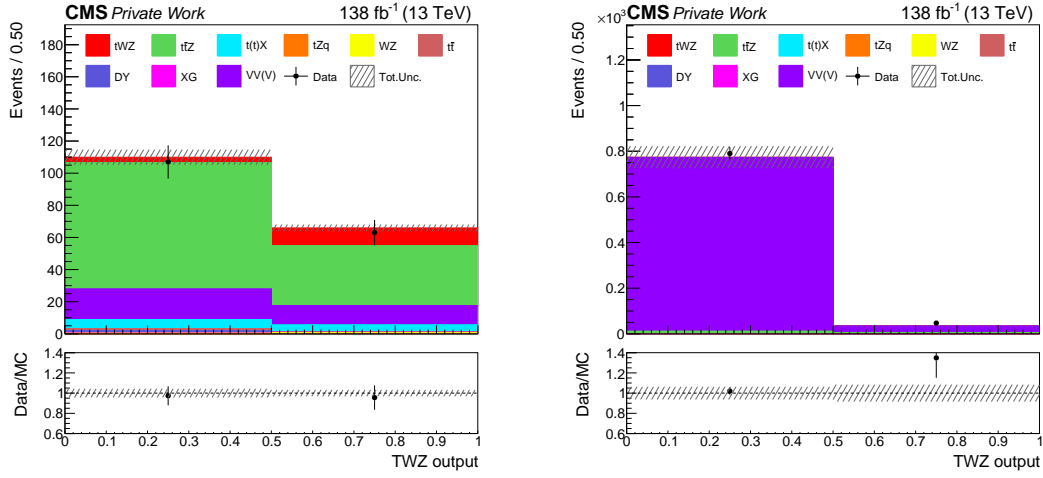 CMS Private Work 138 fb⁻¹ (13 TeV)
Events / 0.50
180
160
140
120
100
80
60
40
20
0
tWZ tt̄Z t(t)X tZq WZ tt̄
DY XG VV(V) Data Tot.Unc.
Data/MC
1.4
1.2
1
0.8
0.6
0 0.1 0.2 0.3 0.4 0.5 0.6 0.7 0.8 0.9 1
TWZ output
CMS Private Work 138 fb⁻¹ (13 TeV)
×10³
Events / 0.50
1.2
1
0.8
0.6
0.4
0.2
0
tWZ tt̄Z t(t)X tZq WZ tt̄
DY XG VV(V) Data Tot.Unc.
Data/MC
1.4
1.2
1
0.8
0.6
0 0.1 0.2 0.3 0.4 0.5 0.6 0.7 0.8 0.9 1
TWZ output